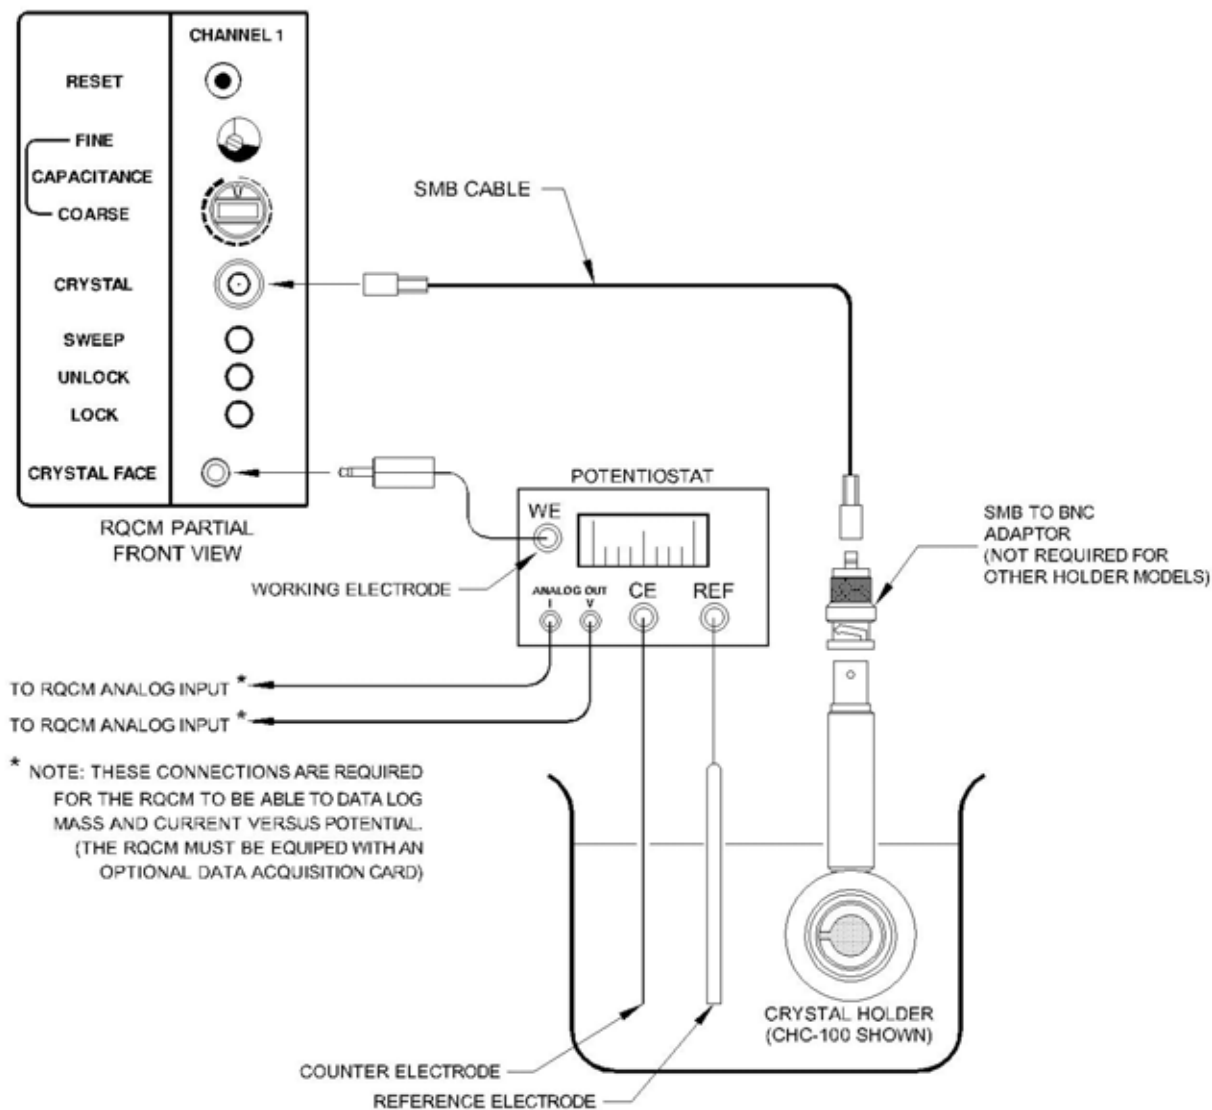 CHANNEL 1
RESET
FINE
CAPACITANCE
COARSE
CRYSTAL
SWEEP
UNLOCK
LOCK
CRYSTAL FACE
RQCM PARTIAL
FRONT VIEW
SMB CABLE
POTENTIOSTAT
WE
WORKING ELECTRODE
ANALOG OUT
I V
CE
REF
SMB TO BNC
ADAPTOR
(NOT REQUIRED FOR
OTHER HOLDER MODELS)
TO RQCM ANALOG INPUT *
TO RQCM ANALOG INPUT *
* NOTE: THESE CONNECTIONS ARE REQUIRED
FOR THE RQCM TO BE ABLE TO DATA LOG
MASS AND CURRENT VERSUS POTENTIAL.
(THE RQCM MUST BE EQUIPED WITH AN
OPTIONAL DATA ACQUISITION CARD)
CRYSTAL HOLDER
(CHC-100 SHOWN)
COUNTER ELECTRODE
REFERENCE ELECTRODE